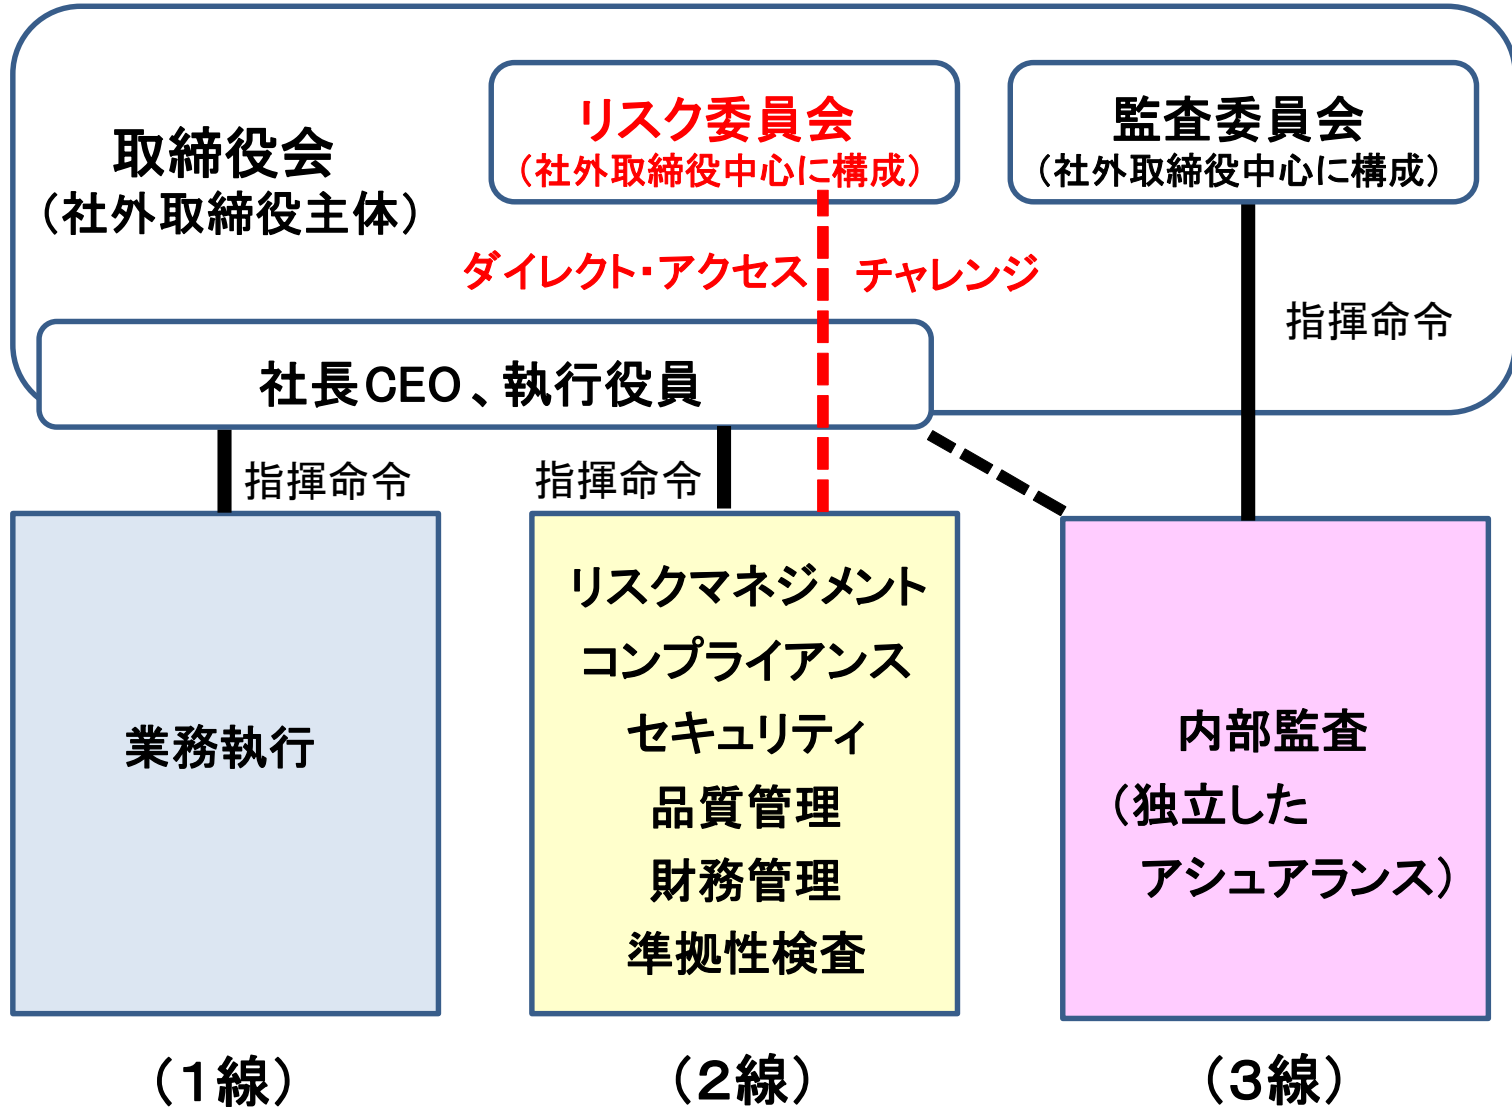 取締役会
（社外取締役主体）
リスク委員会
（社外取締役中心に構成）
監査委員会
（社外取締役中心に構成）
ダイレクト・アクセス
チャレンジ
指揮命令
社長CEO、執行役員
指揮命令
指揮命令
業務執行
リスクマネジメント
コンプライアンス
セキュリティ
品質管理
財務管理
準拠性検査
内部監査
（独立した
アシュアランス）
（１線）
（２線）
（３線）